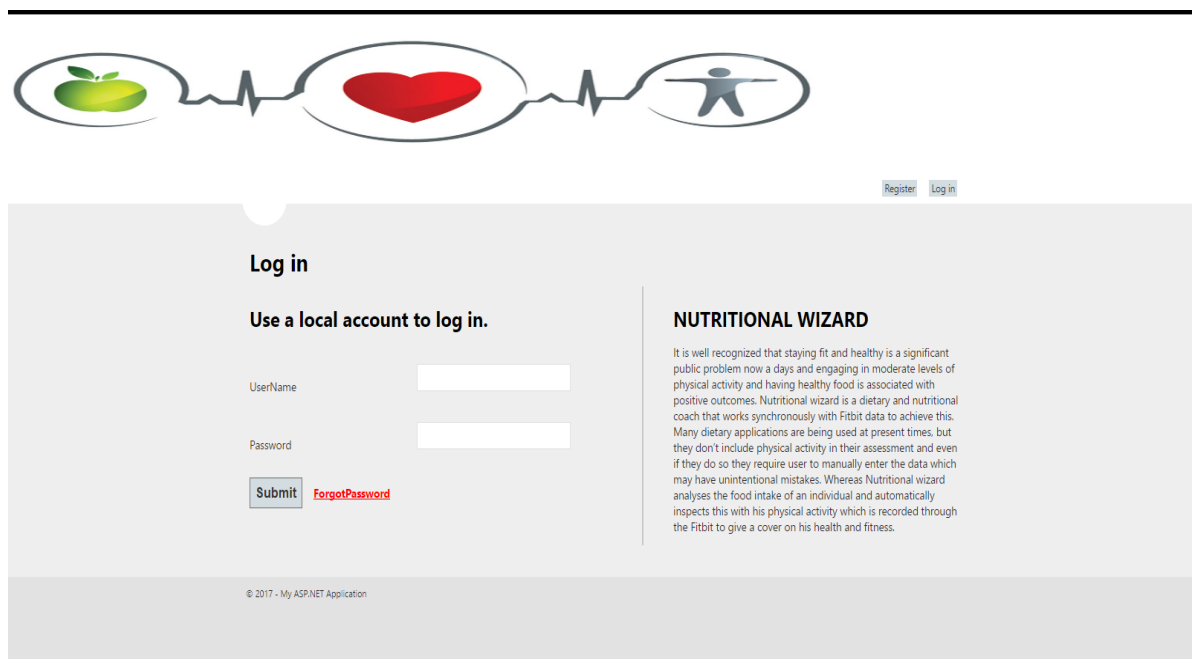 Register Log in
Log in
Use a local account to log in.
UserName
Password
Submit ForgotPassword
NUTRITIONAL WIZARD
It is well recognized that staying fit and healthy is a significant
public problem now a days and engaging in moderate levels of
physical activity and having healthy food is associated with
positive outcomes. Nutritional wizard is a dietary and nutritional
coach that works synchronously with Fitbit data to achieve this.
Many dietary applications are being used at present times, but
they don't include physical activity in their assessment and even
if they do so they require user to manually enter the data which
may have unintentional mistakes. Whereas Nutritional wizard
analyses the food intake of an individual and automatically
inspects this with his physical activity which is recorded through
the Fitbit to give a cover on his health and fitness.
© 2017 - My ASP.NET Application